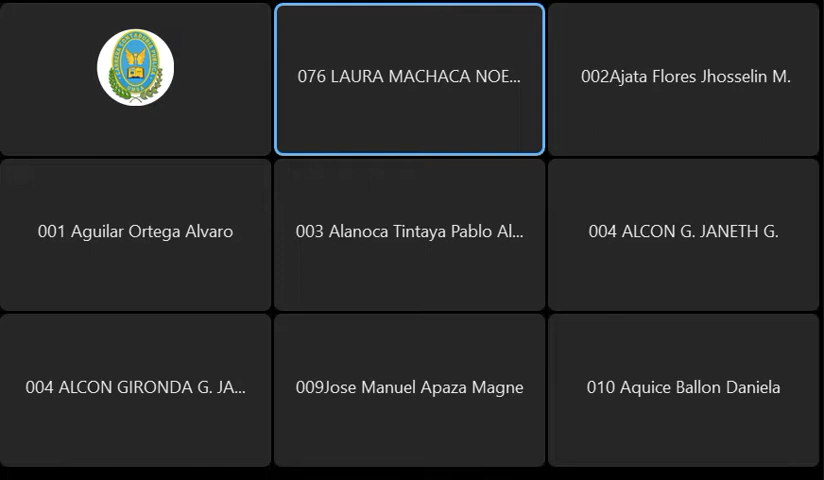 076 LAURA MACHACA NOE...
002Ajata Flores Jhosselin M.
001 Aguilar Ortega Alvaro
003 Alanoca Tintaya Pablo Al...
004 ALCON G. JANETH G.
004 ALCON GIRONDA G. JA...
009Jose Manuel Apaza Magne
010 Aquice Ballon Daniela